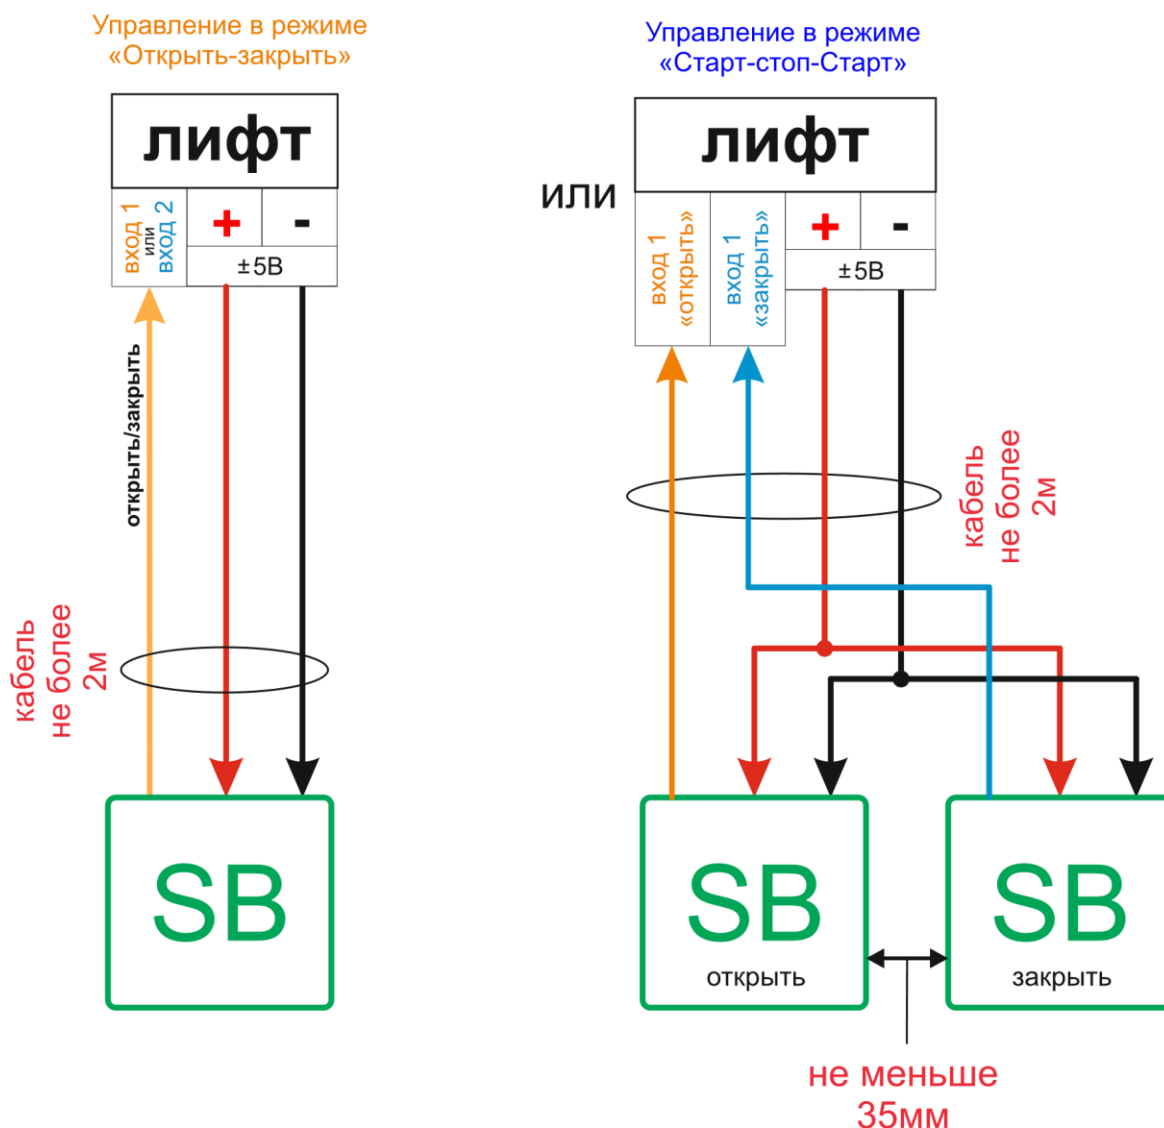 Управление в режиме
«Открыть-закрыть»
лифт
вход 1
или
вход 2
+
-
±5В
открыть/закрыть
кабель
не более
2м
SB
или
Управление в режиме
«Старт-стоп-Старт»
лифт
вход 1
«открыть»
вход 1
«закрыть»
+
-
±5В
кабель
не более
2м
SB
открыть
SB
закрыть
не меньше
35мм